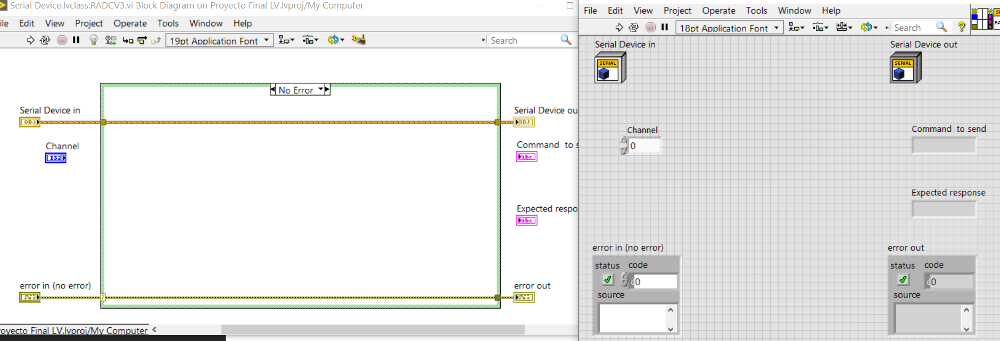 Serial Device.lvclass:RADCV3.vi Block Diagram on Proyecto Final LV.lvproj/My Computer
ile Edit View Project Operate Tools Window Help
19pt Application Font
Search
No Error
Serial Device in
OBJ
Channel
I32
error in (no error)
?
Serial Device ou
OBJ
Command to s
abc
Expected respo
abc
error out
royecto Final LV.lvproj/My Computer
File Edit View Project Operate Tools Window Help
18pt Application Font
Search
?
Serial Device in
SERIAL
Serial Device out
SERIAL
Channel
0
Command to send
Expected response
error in (no error)
status code
d0
source
error out
status code
d0
source